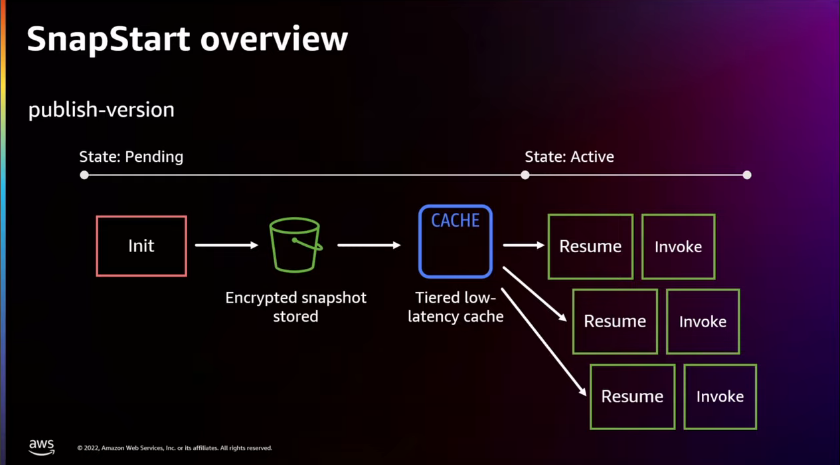 SnapStart overview
publish-version
State: Pending
State: Active
Init
Encrypted snapshot
stored
CACHE
Tiered low-
latency cache
Resume
Invoke
Resume
Invoke
Resume
Invoke
aws
© 2022, Amazon Web Services, Inc. or its affiliates. All rights reserved.